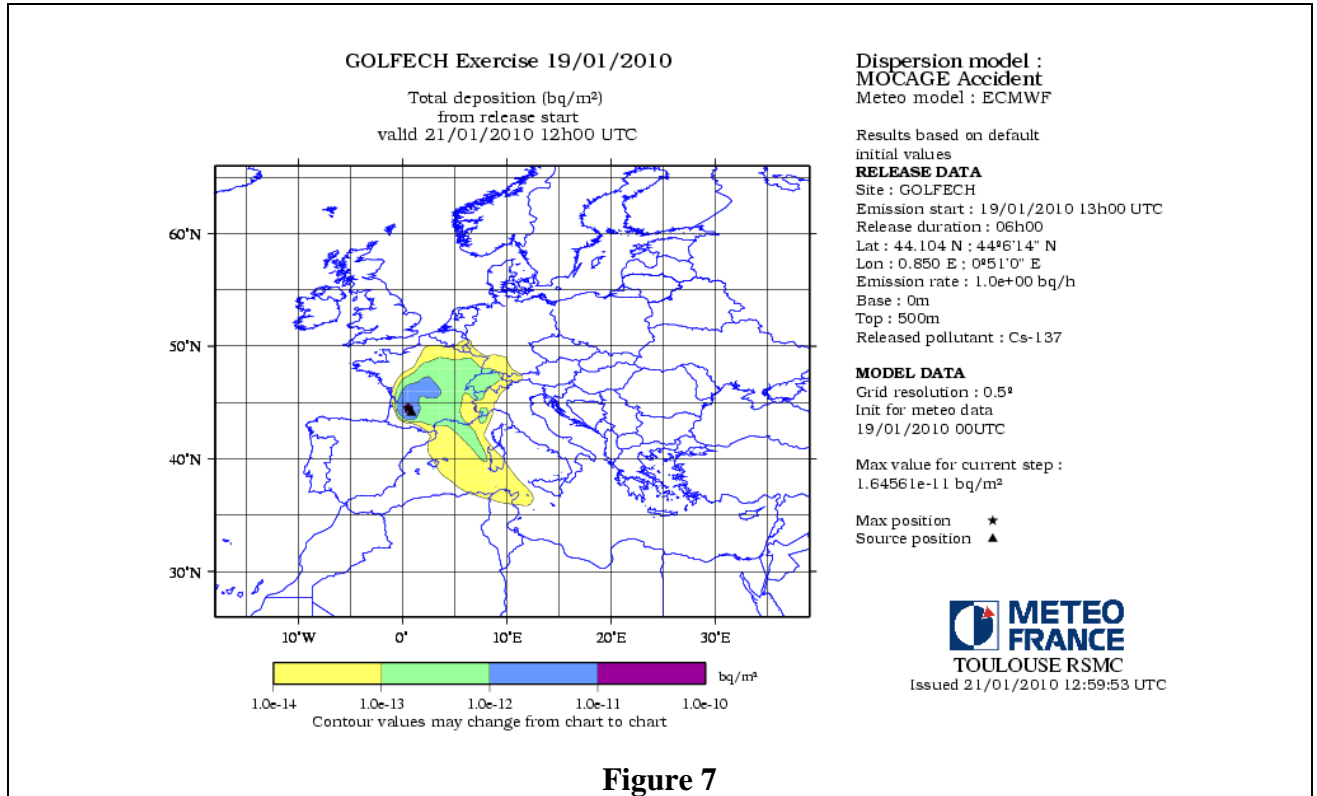 GOLFECH Exercise 19/01/2010
Total deposition (bq/m²)
from release start
valid 21/01/2010 12h00 UTC
60°N
50°N
40°N
30°N
10°W
0°
10°E
20°E
30°E
bq/m²
1.0e-14
1.0e-13
1.0e-12
1.0e-11
1.0e-10
Contour values may change from chart to chart
Dispersion model :
MOCAGE Accident
Meteo model : ECMWF
Results based on default
initial values
RELEASE DATA
Site : GOLFECH
Emission start : 19/01/2010 13h00 UTC
Release duration : 06h00
Lat : 44.104 N ; 44º6'14" N
Lon : 0.850 E ; 0º51'0" E
Emission rate : 1.0e+00 bq/h
Base : 0m
Top : 500m
Released pollutant : Cs-137
MODEL DATA
Grid resolution : 0.5º
Init for meteo data
19/01/2010 00UTC
Max value for current step :
1.64561e-11 bq/m²
Max position ★
Source position ▲
METEO
FRANCE
TOULOUSE RSMC
Issued 21/01/2010 12:59:53 UTC
Figure 7